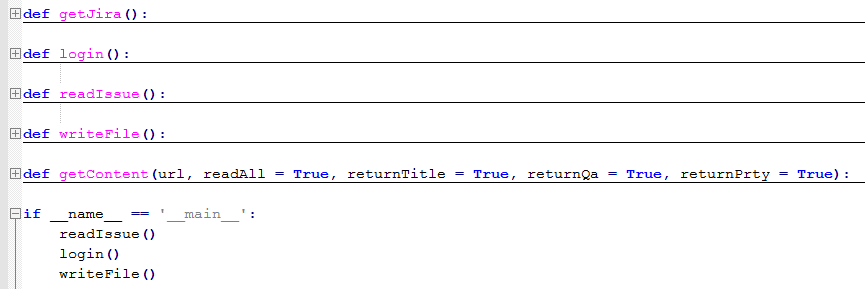 def getJira():
def login():
def readIssue():
def writeFile():
def getContent(url, readAll = True, returnTitle = True, returnQa = True, returnPrty = True):
if __name__ == '__main__':
    readIssue()
    login()
    writeFile()